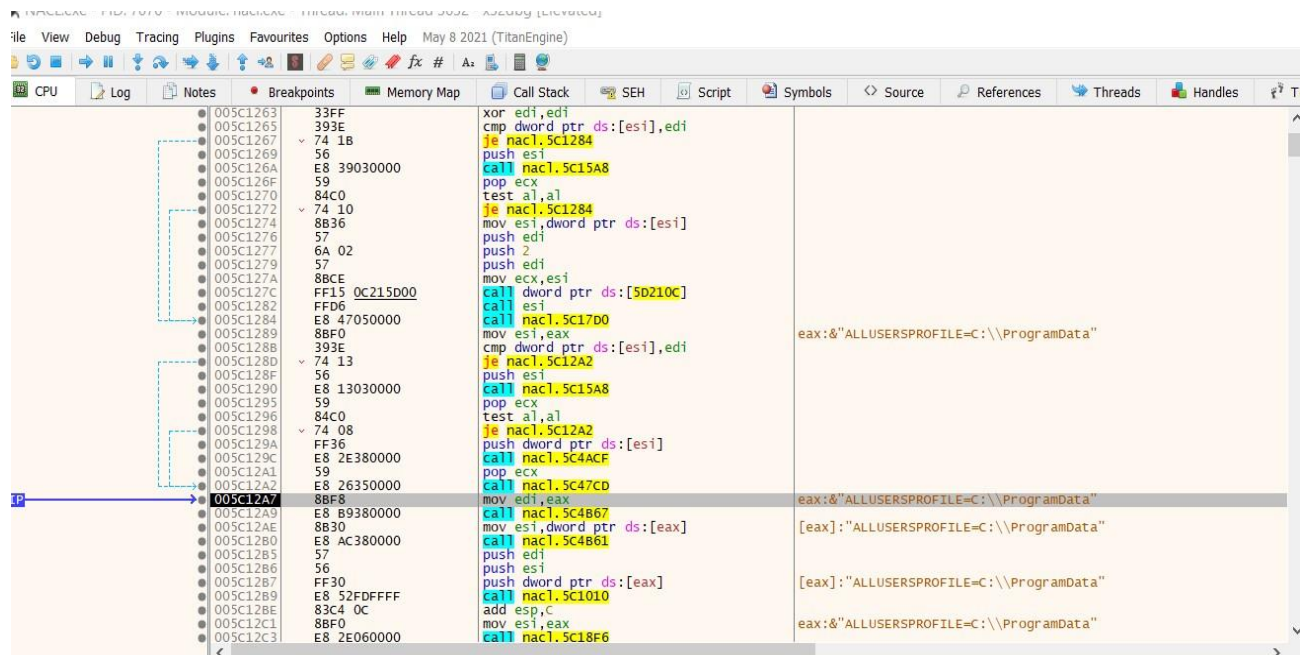 File View Debug Tracing Plugins Favourites Options Help May 8 2021 (TitanEngine)
fx # A₂
CPU Log Notes Breakpoints Memory Map Call Stack SEH Script Symbols Source References Threads Handles T
005C1263 33FF xor edi,edi
005C1265 393E cmp dword ptr ds:[esi],edi
005C1267 74 1B je nacl.5C1284
005C1269 56 push esi
005C126A E8 39030000 call nacl.5C15A8
005C126F 59 pop ecx
005C1270 84C0 test al,al
005C1272 74 10 je nacl.5C1284
005C1274 8B36 mov esi,dword ptr ds:[esi]
005C1276 57 push edi
005C1277 6A 02 push 2
005C1279 57 push edi
005C127A 8BCE mov ecx,esi
005C127C FF15 0C215D00 call dword ptr ds:[5D210C]
005C1282 FFD6 call esi
005C1284 E8 47050000 call nacl.5C17D0
005C1289 8BF0 mov esi,eax eax:&"ALLUSERSPROFILE=C:\\ProgramData"
005C128B 393E cmp dword ptr ds:[esi],edi
005C128D 74 13 je nacl.5C12A2
005C128F 56 push esi
005C1290 E8 13030000 call nacl.5C15A8
005C1295 59 pop ecx
005C1296 84C0 test al,al
005C1298 74 08 je nacl.5C12A2
005C129A FF36 push dword ptr ds:[esi]
005C129C E8 2E380000 call nacl.5C4ACF
005C12A1 59 pop ecx
005C12A2 E8 26350000 call nacl.5C47CD
005C12A7 8BF8 mov edi,eax eax:&"ALLUSERSPROFILE=C:\\ProgramData"
005C12A9 E8 B9380000 call nacl.5C4B67
005C12AE 8B30 mov esi,dword ptr ds:[eax] [eax]:"ALLUSERSPROFILE=C:\\ProgramData"
005C12B0 E8 AC380000 call nacl.5C4B61
005C12B5 57 push edi
005C12B6 56 push esi
005C12B7 FF30 push dword ptr ds:[eax] [eax]:"ALLUSERSPROFILE=C:\\ProgramData"
005C12B9 E8 52FDFFFF call nacl.5C1010
005C12BE 83C4 0C add esp,C
005C12C1 8BF0 mov esi,eax eax:&"ALLUSERSPROFILE=C:\\ProgramData"
005C12C3 E8 2E060000 call nacl.5C18F6